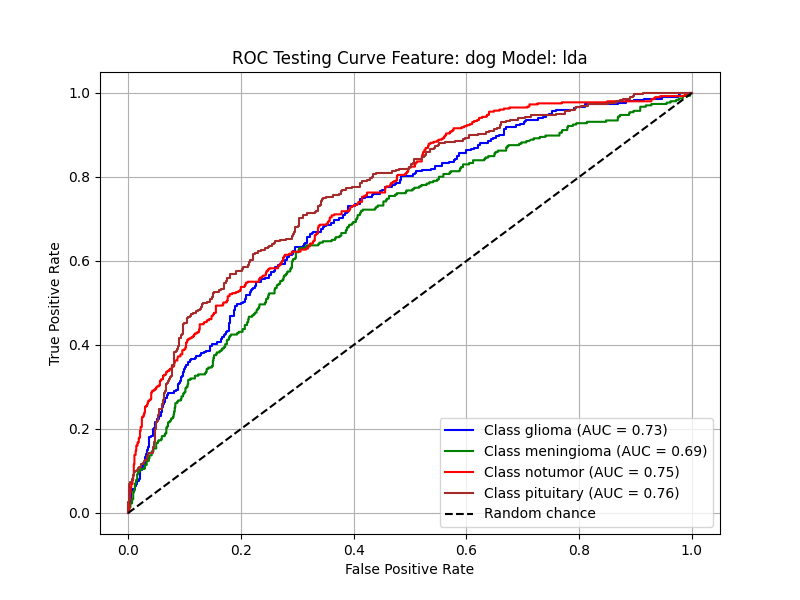 ROC Testing Curve Feature: dog Model: lda
True Positive Rate
1.0
0.8
0.6
0.4
0.2
0.0
Class glioma (AUC = 0.73)
Class meningioma (AUC = 0.69)
Class notumor (AUC = 0.75)
Class pituitary (AUC = 0.76)
Random chance
0.0 0.2 0.4 0.6 0.8 1.0
False Positive Rate